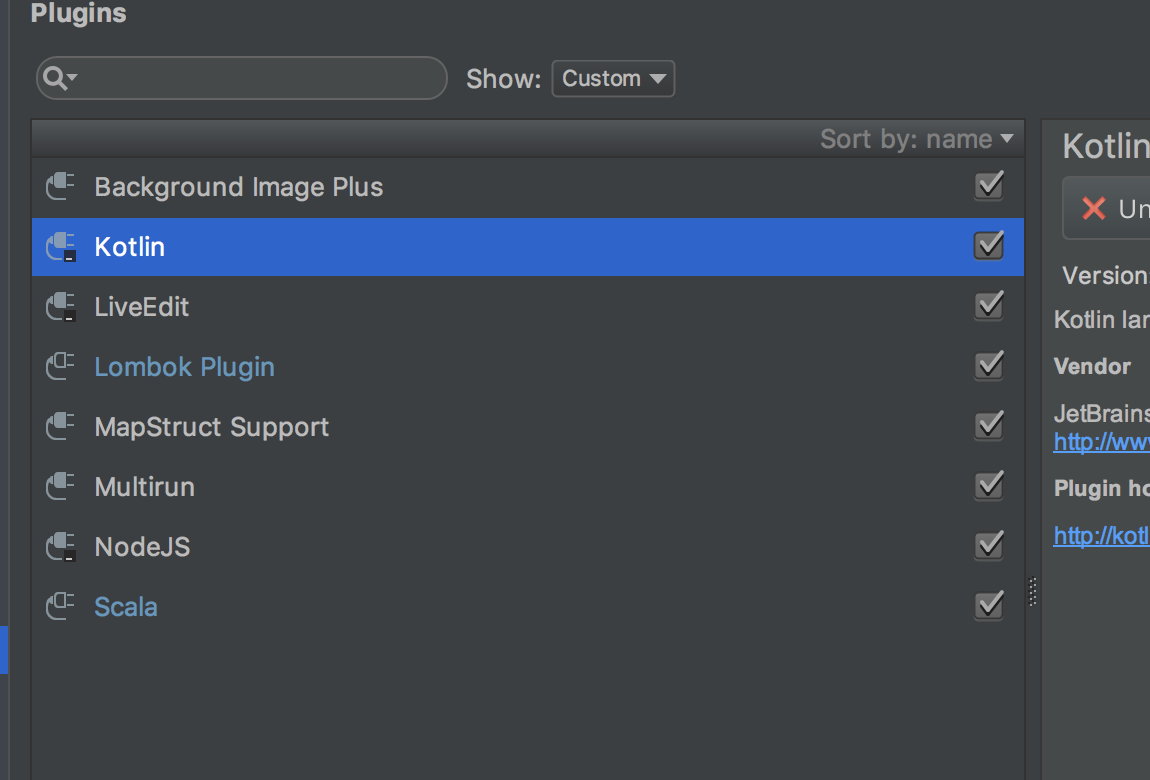 Plugins
Show: Custom
Sort by: name
Background Image Plus
Kotlin
LiveEdit
Lombok Plugin
MapStruct Support
Multirun
NodeJS
Scala
Kotlin
Un
Version:
Kotlin lan
Vendor
JetBrains
http://www
Plugin ho
http://kotl